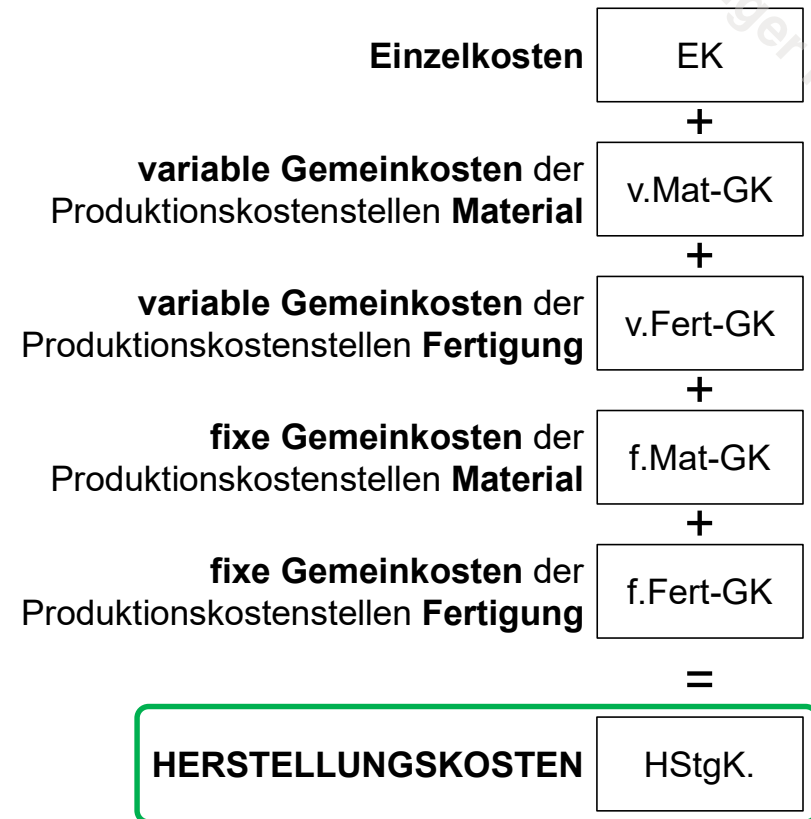 Einzelkosten EK
+
variable Gemeinkosten der
Produktionskostenstellen Material v.Mat-GK
+
variable Gemeinkosten der
Produktionskostenstellen Fertigung v.Fert-GK
+
fixe Gemeinkosten der
Produktionskostenstellen Material f.Mat-GK
+
fixe Gemeinkosten der
Produktionskostenstellen Fertigung f.Fert-GK
=
HERSTELLUNGSKOSTEN HStgK.